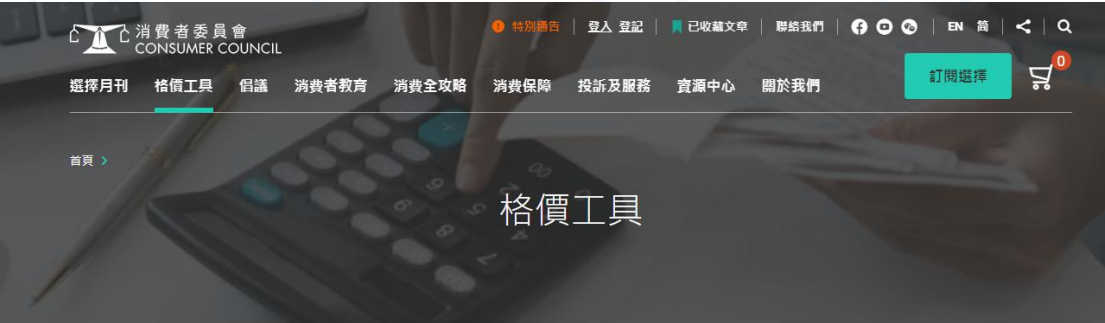 消費者委員會
CONSUMER COUNCIL
特別通告 登入 登記 已收藏文章 聯絡我們 EN 简
選擇月刊 格價工具 倡議 消費者教育 消費全攻略 消費保障 投訴及服務 資源中心 關於我們 訂閱選擇 0
首頁
格價工具